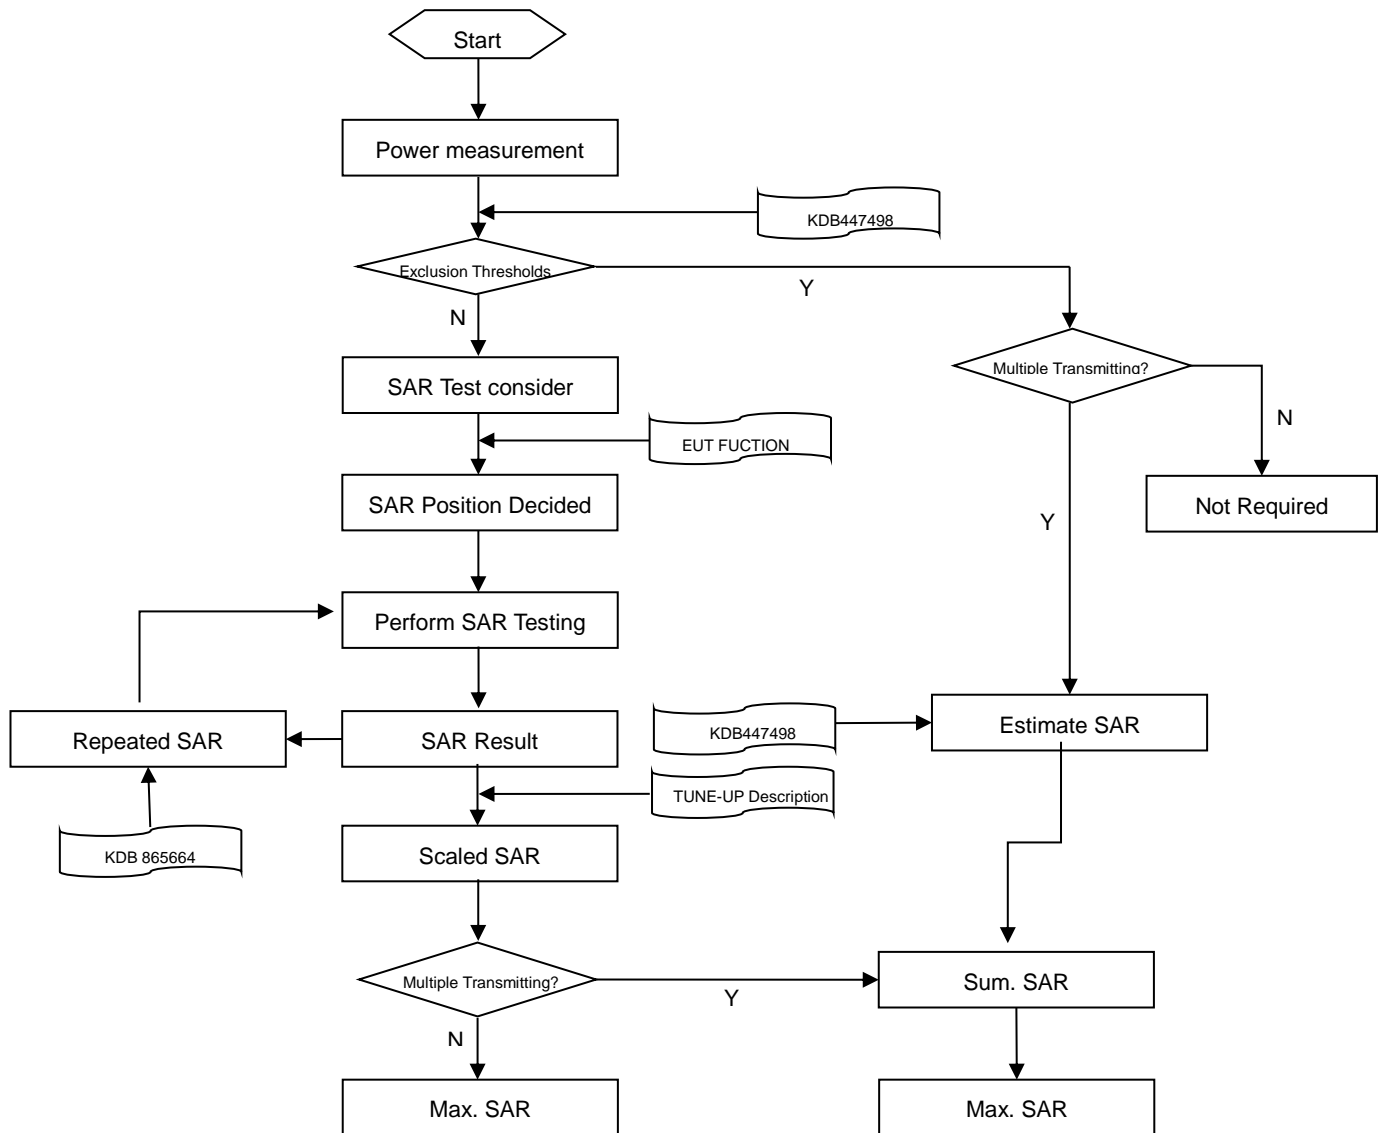 Start
Power measurement
KDB447498
Exclusion Thresholds
Y
N
Multiple Transmitting?
SAR Test consider
N
EUT FUCTION
SAR Position Decided
Not Required
Y
Perform SAR Testing
Repeated SAR
SAR Result
KDB447498
Estimate SAR
TUNE-UP Description
KDB 865664
Scaled SAR
Multiple Transmitting?
Y
Sum. SAR
N
Max. SAR
Max. SAR